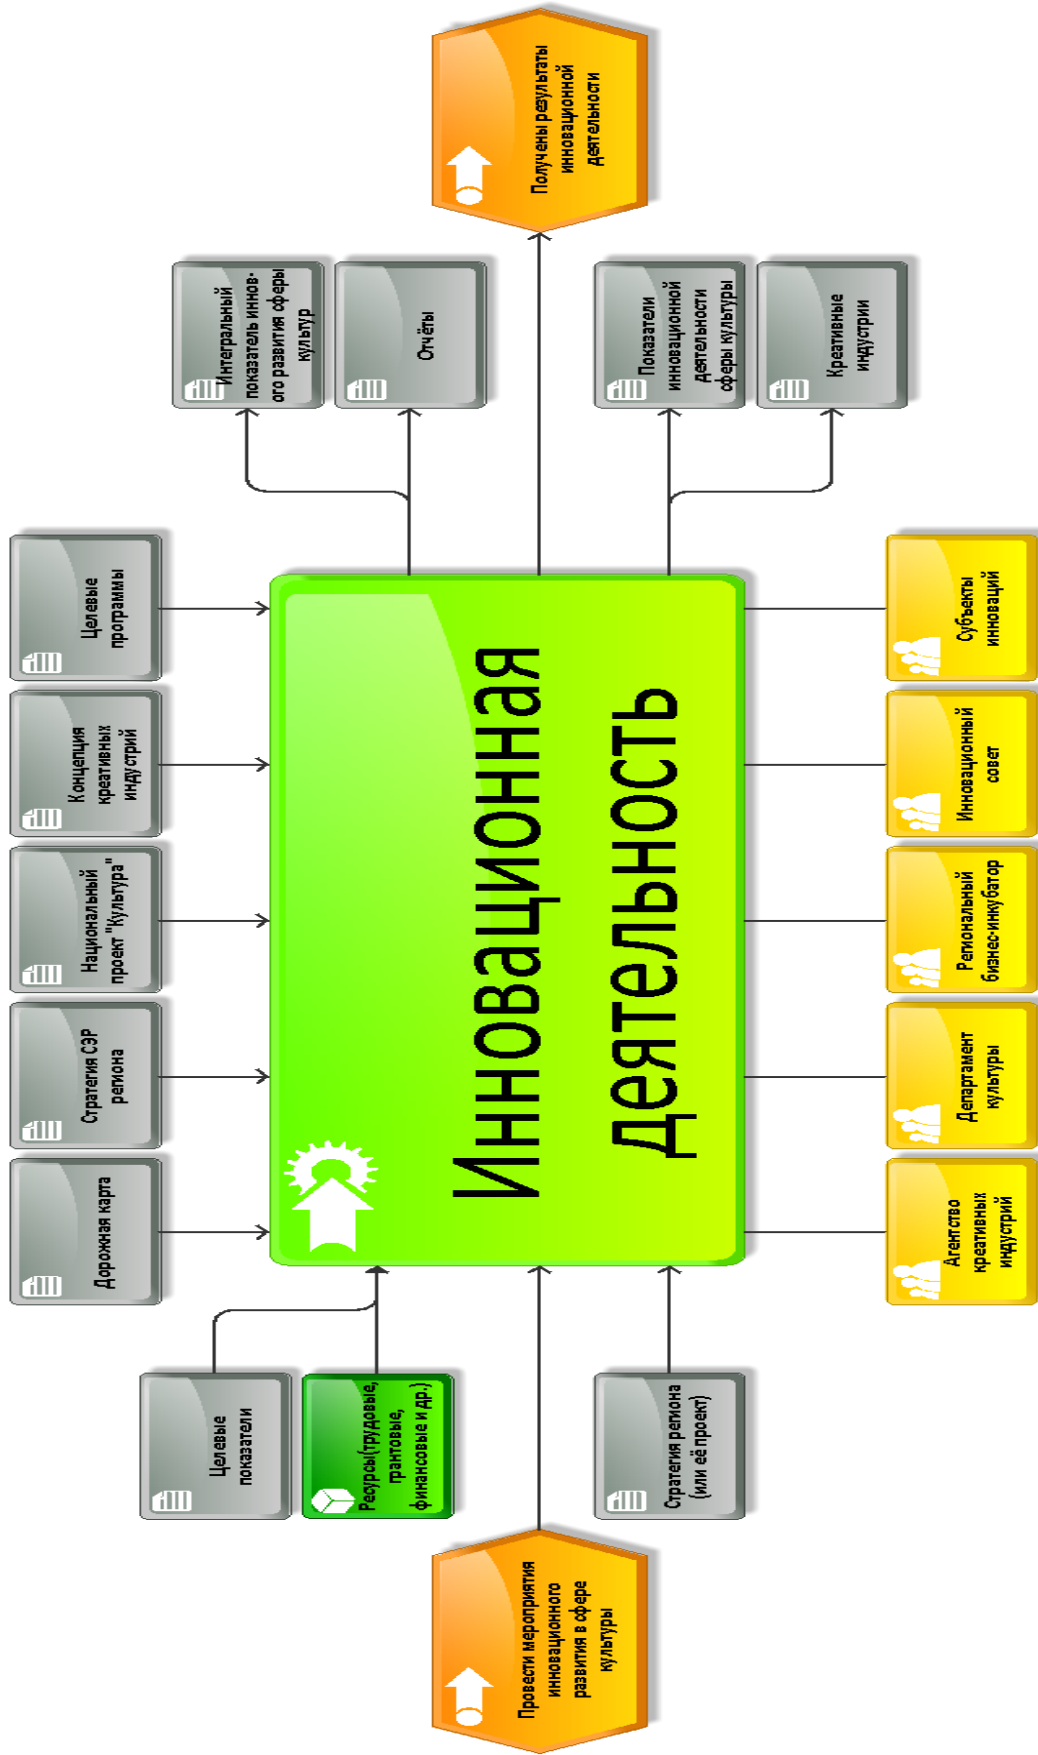 Дорожная карта
Стратегия СЭР
региона
Национальный
проект "Культура"
Концепция
креативных
индустрий
Целевые
программы
Целевые
показатели
Ресурсы(трудовые,
грантовые,
финансовые и др.)
Провести мероприятия
инновационного
развития в сфере
культуры
Стратегия региона
(или её проект)
Инновационная
деятельность
Интегральный
показатель иннов-
ого развития сферы
культур
Отчёты
Получены результаты
инновационной
деятельности
Показатели
инновационной
деятельности
сферы культуры
Креативные
индустрии
Агентство
креативных
индустрий
Департамент
культуры
Региональный
бизнес-инкубатор
Инновационный
совет
Субъекты
инноваций